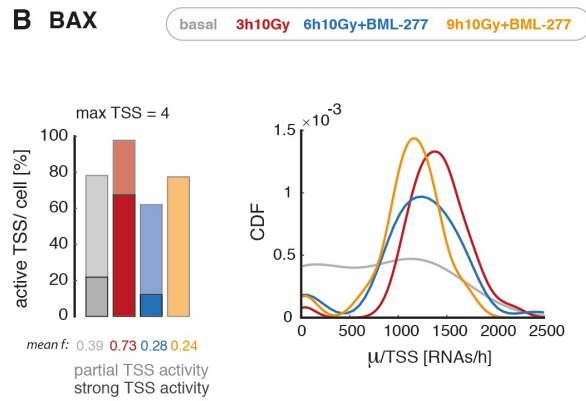 B BAX
basal 3h10Gy 6h10Gy+BML-277 9h10Gy+BML-277
max TSS = 4
active TSS/ cell [%]
100
80
60
40
20
0
mean f: 0.39 0.73 0.28 0.24
partial TSS activity
strong TSS activity
×10⁻³
CDF
1.5
1
0.5
0
0 500 1000 1500 2000 2500
μ/TSS [RNAs/h]